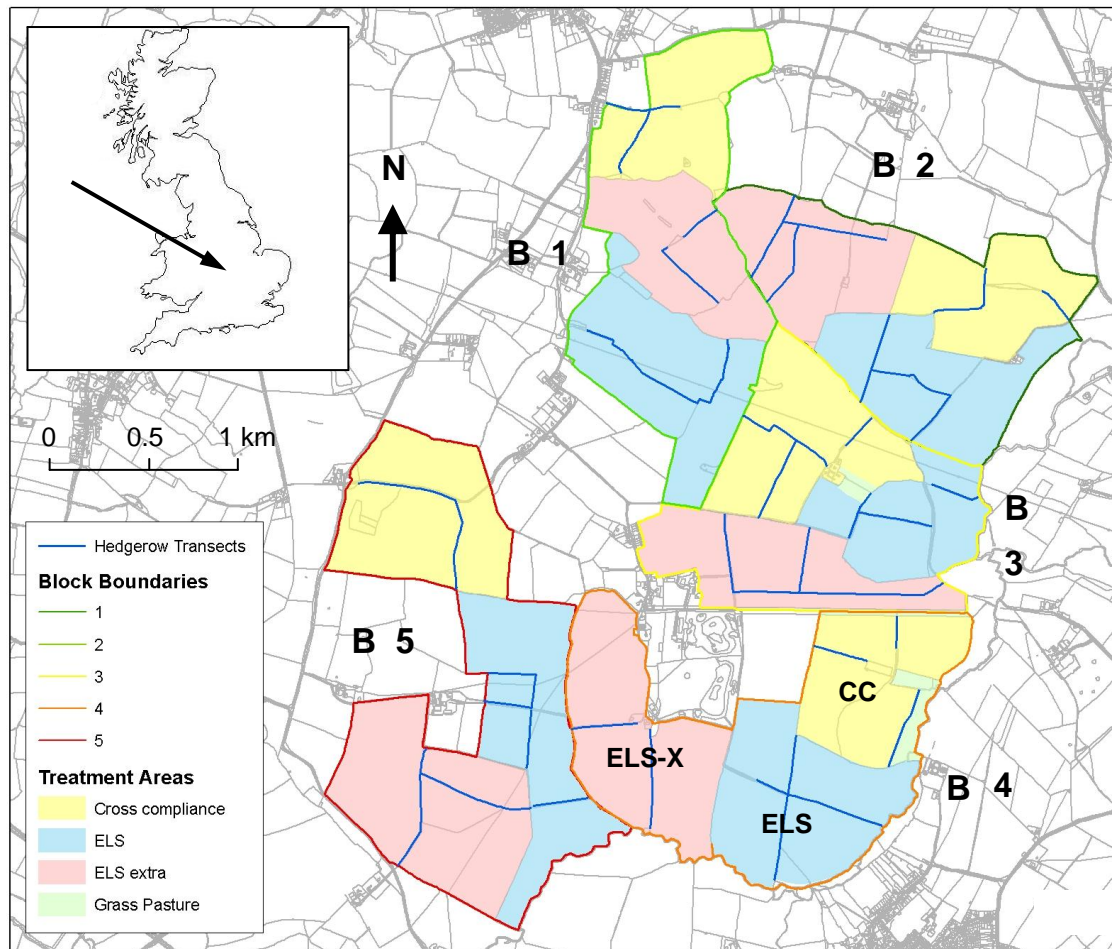 N
B 1
B 2
0 0.5 1 km
B
3
B 5
CC
ELS-X
ELS
B 4
Hedgerow Transects
Block Boundaries
1
2
3
4
5
Treatment Areas
Cross compliance
ELS
ELS extra
Grass Pasture